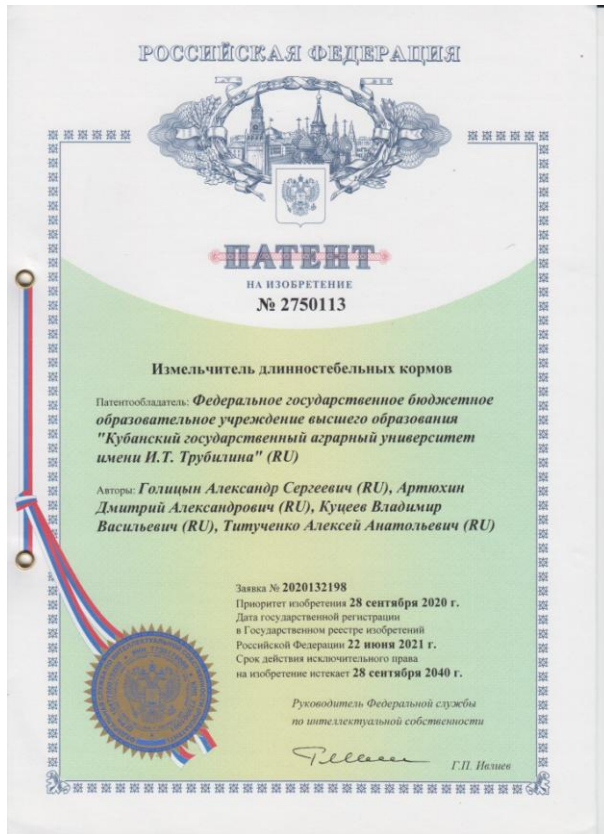 РОССИЙСКАЯ ФЕДЕРАЦИЯ
ПАТЕНТ
НА ИЗОБРЕТЕНИЕ
№ 2750113
Измельчитель длинностебельных кормов
Патентообладатель: Федеральное государственное бюджетное
образовательное учреждение высшего образования
"Кубанский государственный аграрный университет
имени И.Т. Трубилина" (RU)
Авторы: Голицын Александр Сергеевич (RU), Артюхин
Дмитрий Александрович (RU), Куцеев Владимир
Васильевич (RU), Титученко Алексей Анатольевич (RU)
Заявка № 2020132198
Приоритет изобретения 28 сентября 2020 г.
Дата государственной регистрации
в Государственном реестре изобретений
Российской Федерации 22 июня 2021 г.
Срок действия исключительного права
на изобретение истекает 28 сентября 2040 г.
Руководитель Федеральной службы
по интеллектуальной собственности
Г.П. Ивлиев